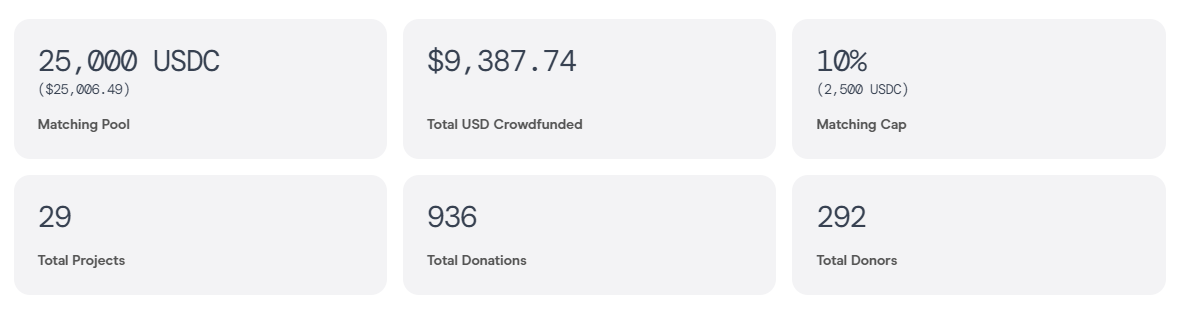 25,000 USDC
($25,006.49)
Matching Pool
$9,387.74
Total USD Crowdfunded
10%
(2,500 USDC)
Matching Cap
29
Total Projects
936
Total Donations
292
Total Donors